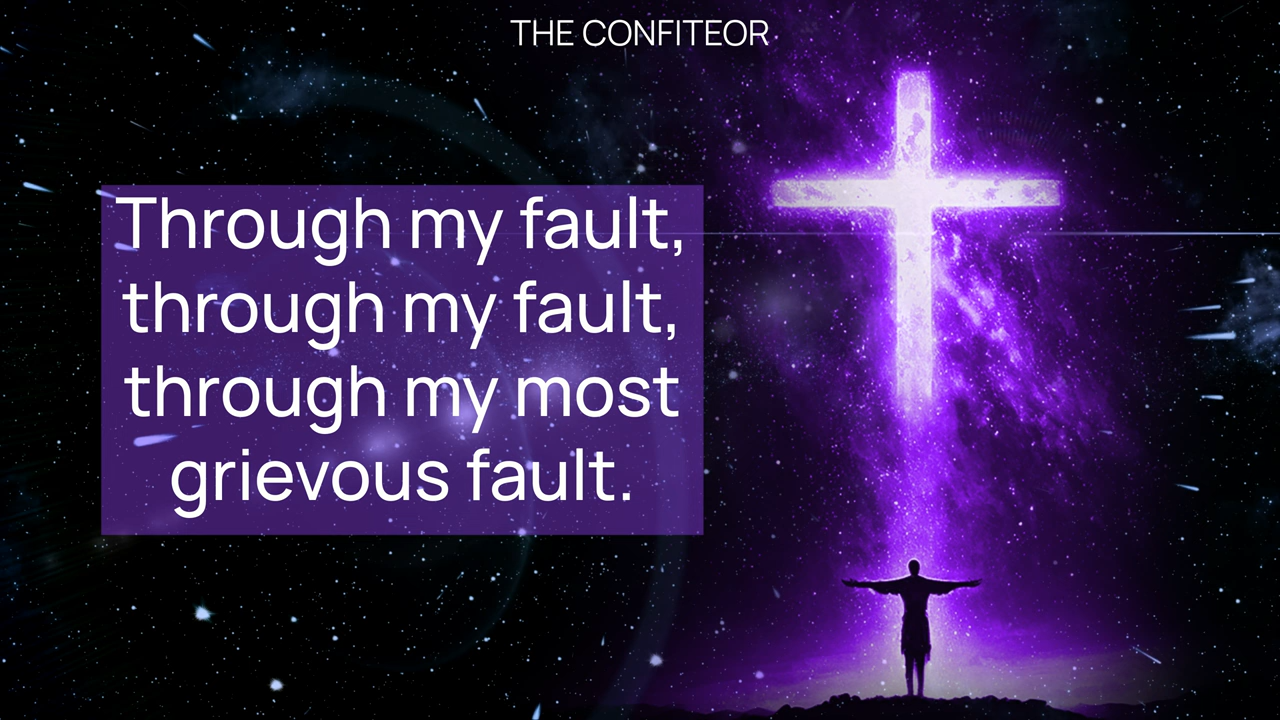 THE CONFITEOR
Through my fault,
through my fault,
through my most
grievous fault.